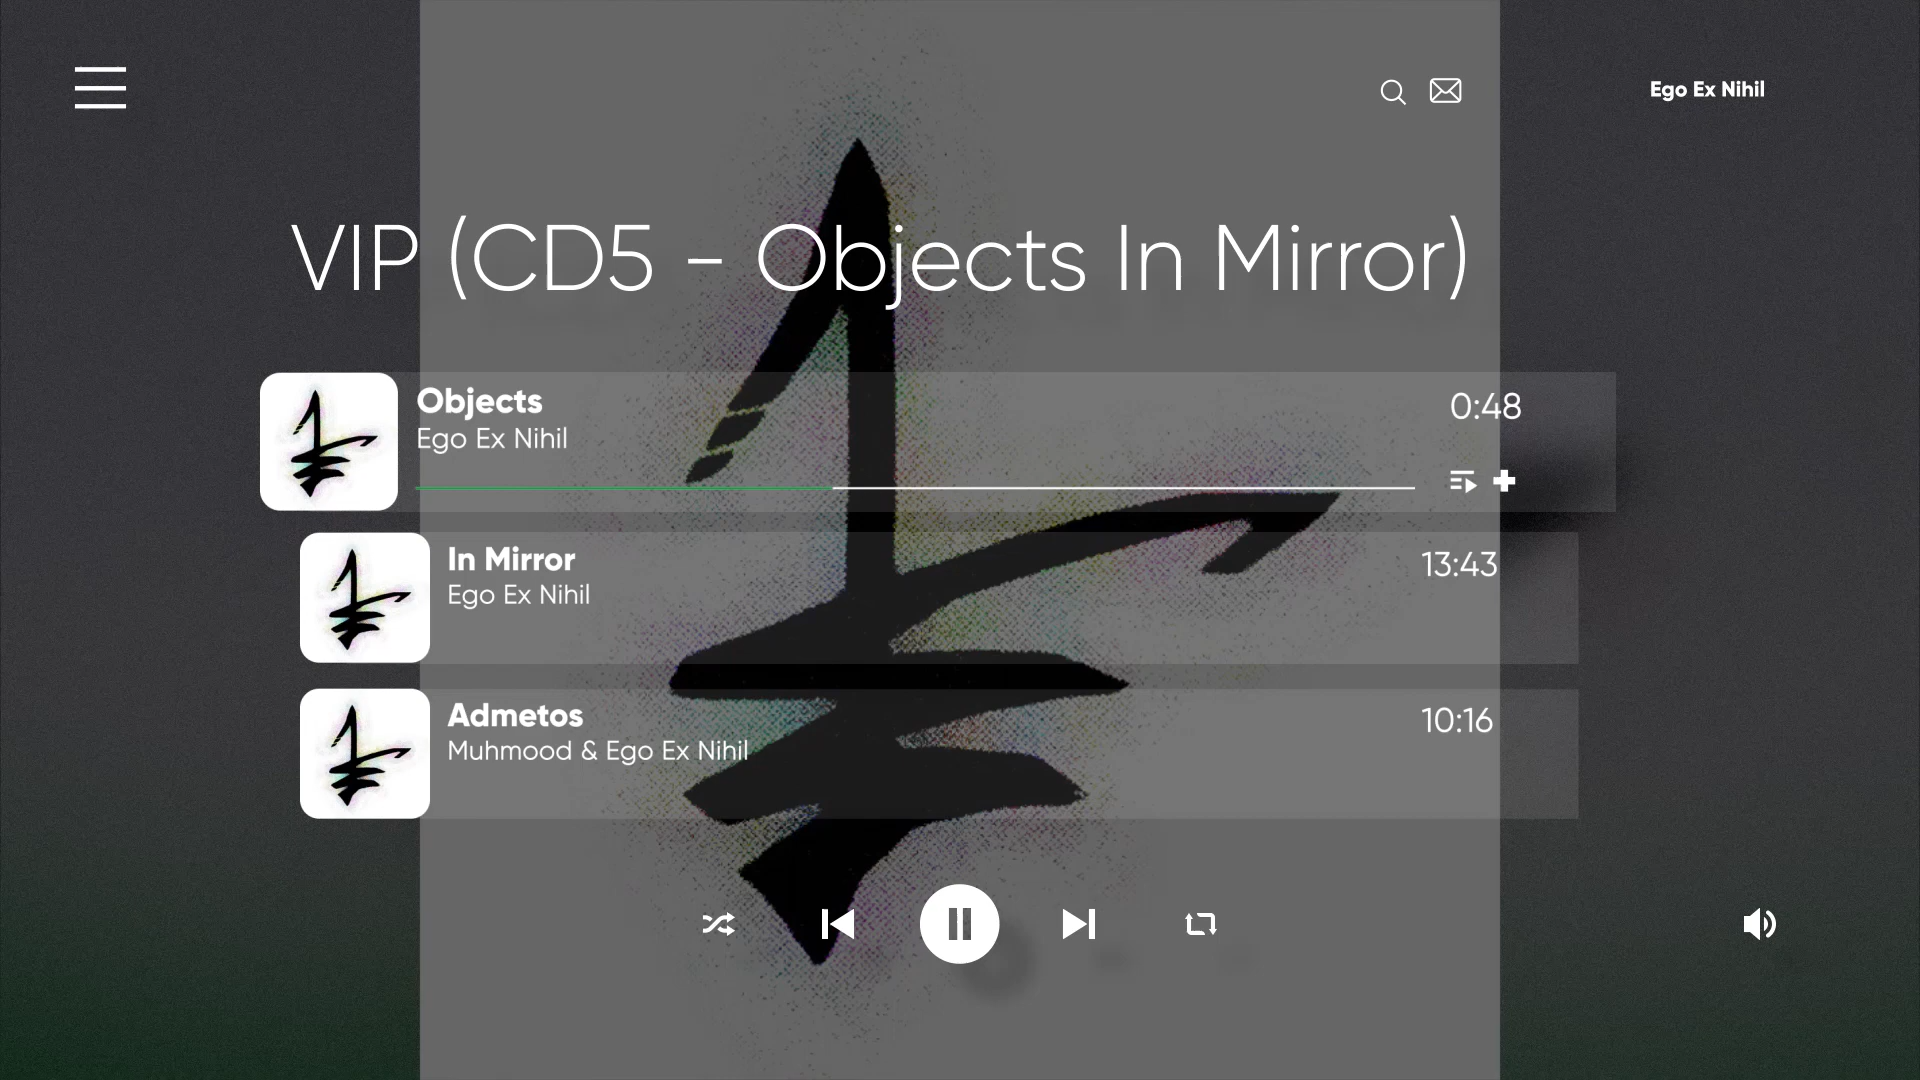 Ego Ex Nihil
VIP (CD5 - Objects In Mirror)
Objects
0:48
Ego Ex Nihil
In Mirror
13:43
Ego Ex Nihil
Admetos
10:16
Muhmood & Ego Ex Nihil